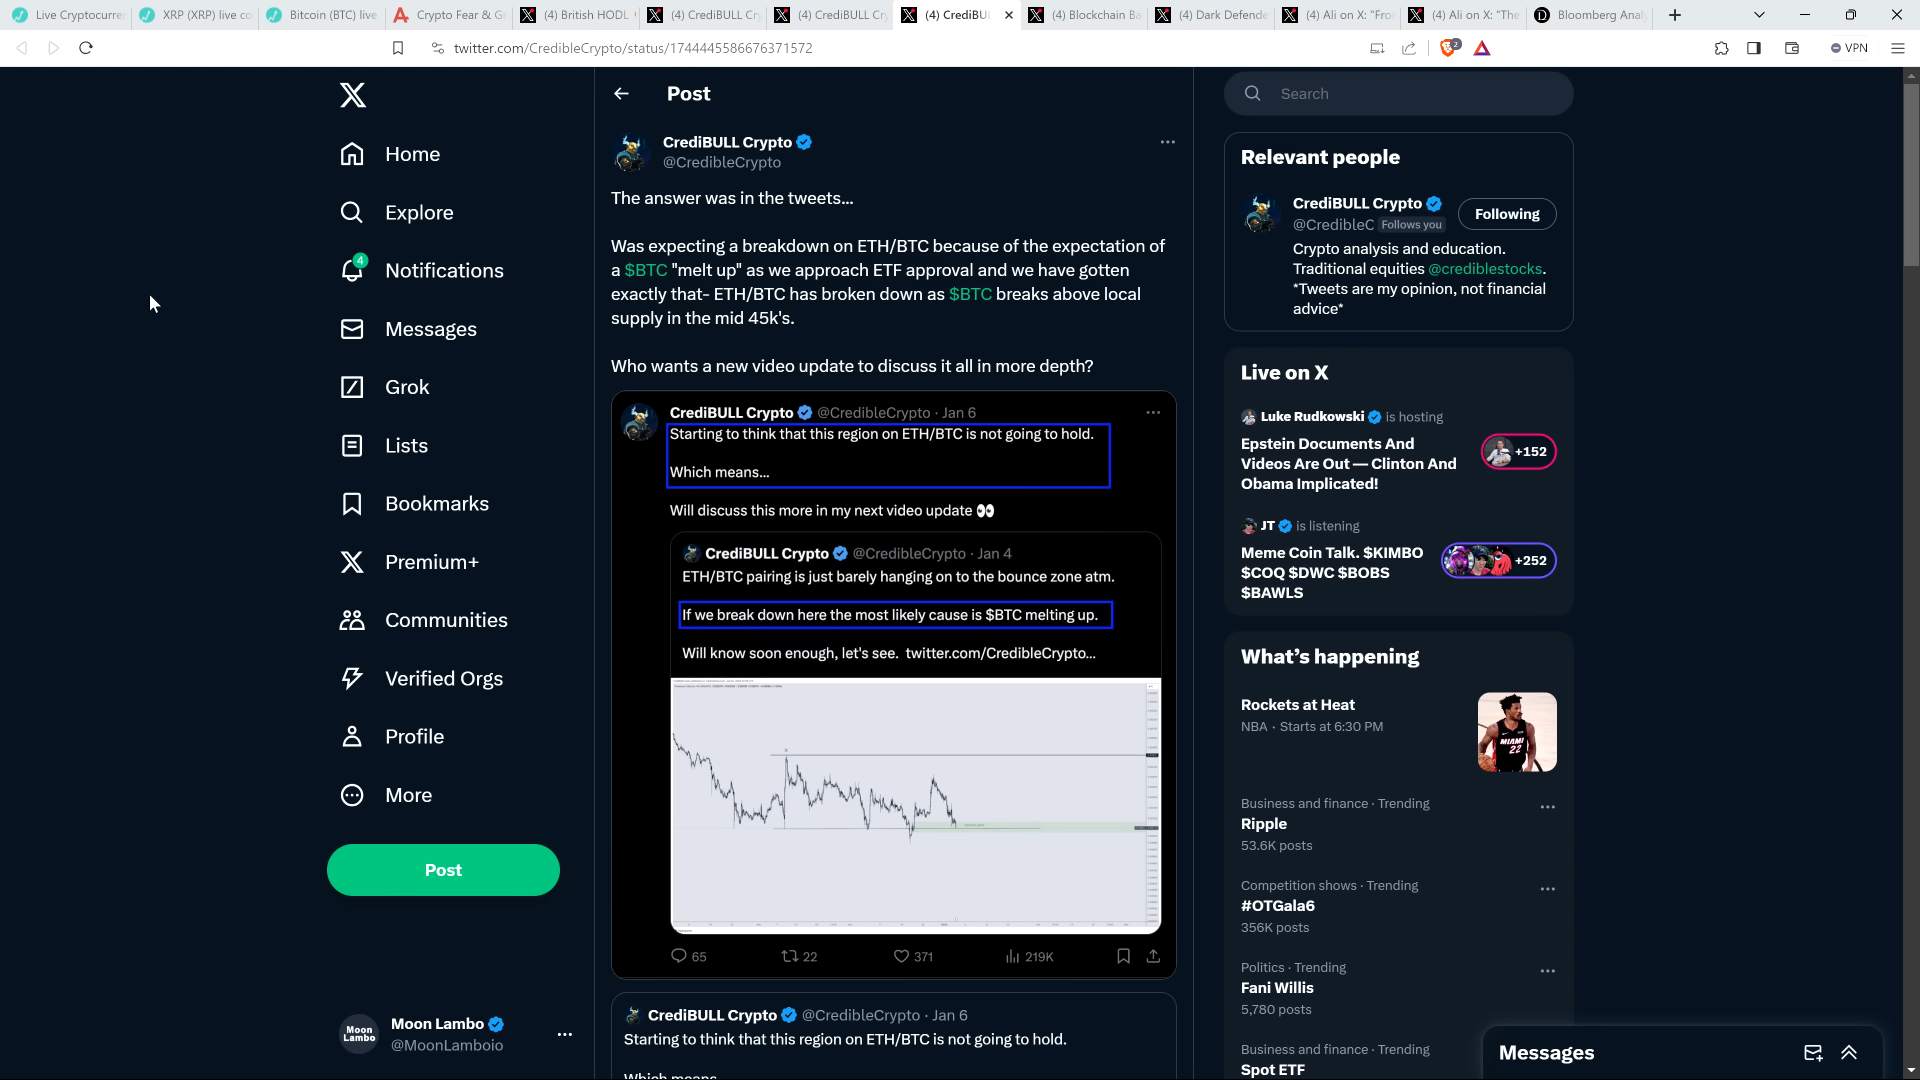 Live Cryptocurren
XRP (XRP) live co
Bitcoin (BTC) live
Crypto Fear & G
(4) British HODL
(4) CrediBULL Cr
(4) CrediBULL Cr
(4) CrediBUL
(4) Blockchain Ba
(4) Dark Defende
(4) Ali on X: "Fro
(4) Ali on X: "The
Bloomberg Analy
twitter.com/CredibleCrypto/status/1744445586676371572
2
VPN
Home
Explore
4
Notifications
Messages
Grok
Lists
Bookmarks
Premium+
Communities
Verified Orgs
Profile
More
Post
Moon Lambo
Moon Lambo
@MoonLamboio
Post
CrediBULL Crypto
@CredibleCrypto
The answer was in the tweets...
Was expecting a breakdown on ETH/BTC because of the expectation of
a $BTC "melt up" as we approach ETF approval and we have gotten
exactly that- ETH/BTC has broken down as $BTC breaks above local
supply in the mid 45k's.
Who wants a new video update to discuss it all in more depth?
CrediBULL Crypto @CredibleCrypto · Jan 6
Starting to think that this region on ETH/BTC is not going to hold.
Which means...
Will discuss this more in my next video update 👀
CrediBULL Crypto @CredibleCrypto · Jan 4
ETH/BTC pairing is just barely hanging on to the bounce zone atm.
If we break down here the most likely cause is $BTC melting up.
Will know soon enough, let's see. twitter.com/CredibleCrypto...
65
22
371
219K
CrediBULL Crypto @CredibleCrypto · Jan 6
Starting to think that this region on ETH/BTC is not going to hold.
Which means
Search
Relevant people
CrediBULL Crypto
@CredibleC Follows you
Following
Crypto analysis and education.
Traditional equities @crediblestocks.
*Tweets are my opinion, not financial
advice*
Live on X
Luke Rudkowski is hosting
Epstein Documents And
Videos Are Out — Clinton And
Obama Implicated!
+152
JT is listening
Meme Coin Talk. $KIMBO
$COQ $DWC $BOBS
$BAWLS
+252
What's happening
Rockets at Heat
NBA · Starts at 6:30 PM
MIAMI
22
Business and finance · Trending
Ripple
53.6K posts
Competition shows · Trending
#OTGala6
356K posts
Politics · Trending
Fani Willis
5,780 posts
Business and finance · Trending
Spot ETF
Messages